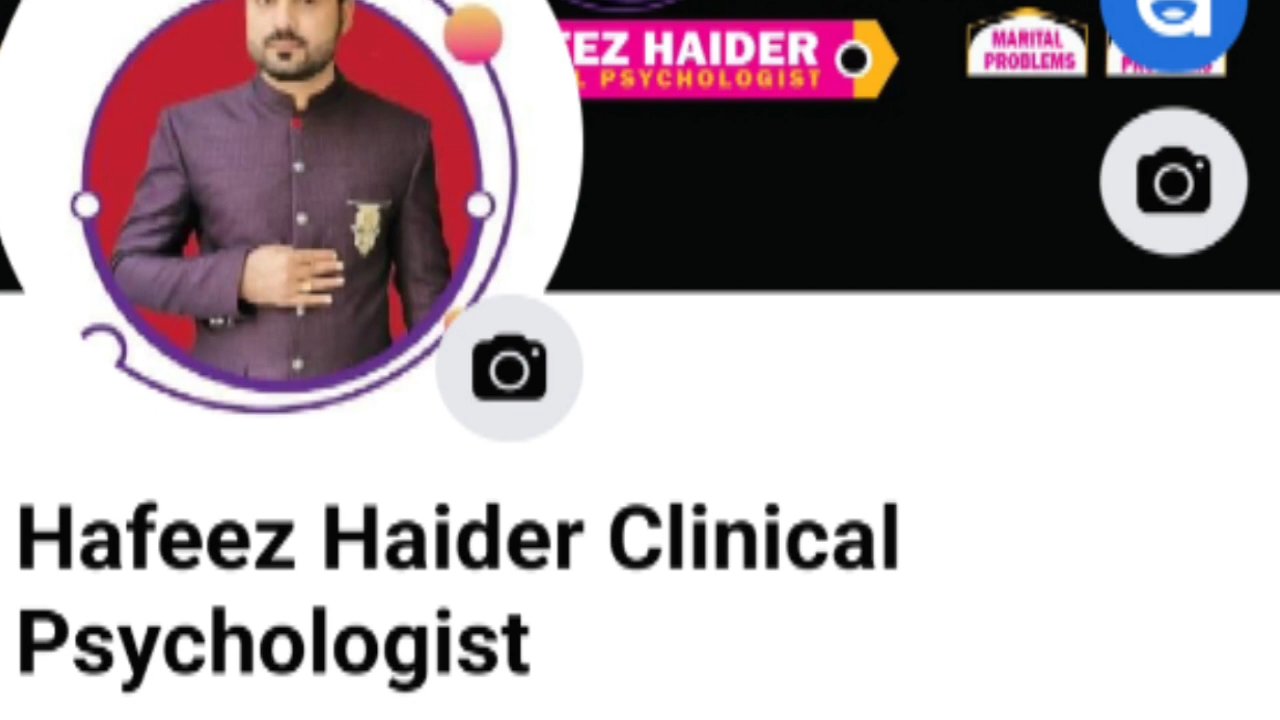 EZ HAIDER
L PSYCHOLOGIST
MARITAL
PROBLEMS
Hafeez Haider Clinical
Psychologist